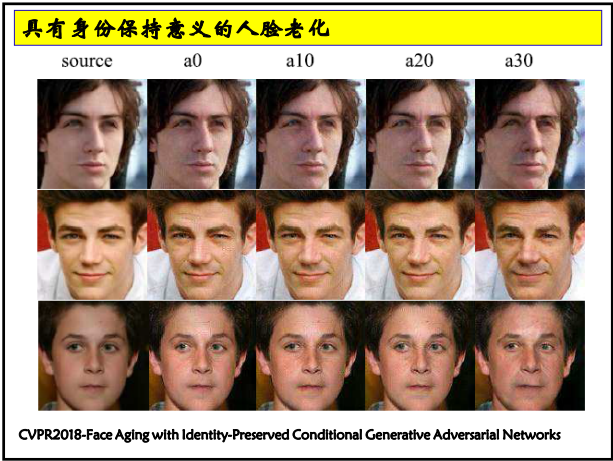 具有身份保持意义的人脸老化
source a0 a10 a20 a30
CVPR2018-Face Aging with Identity-Preserved Conditional Generative Adversarial Networks